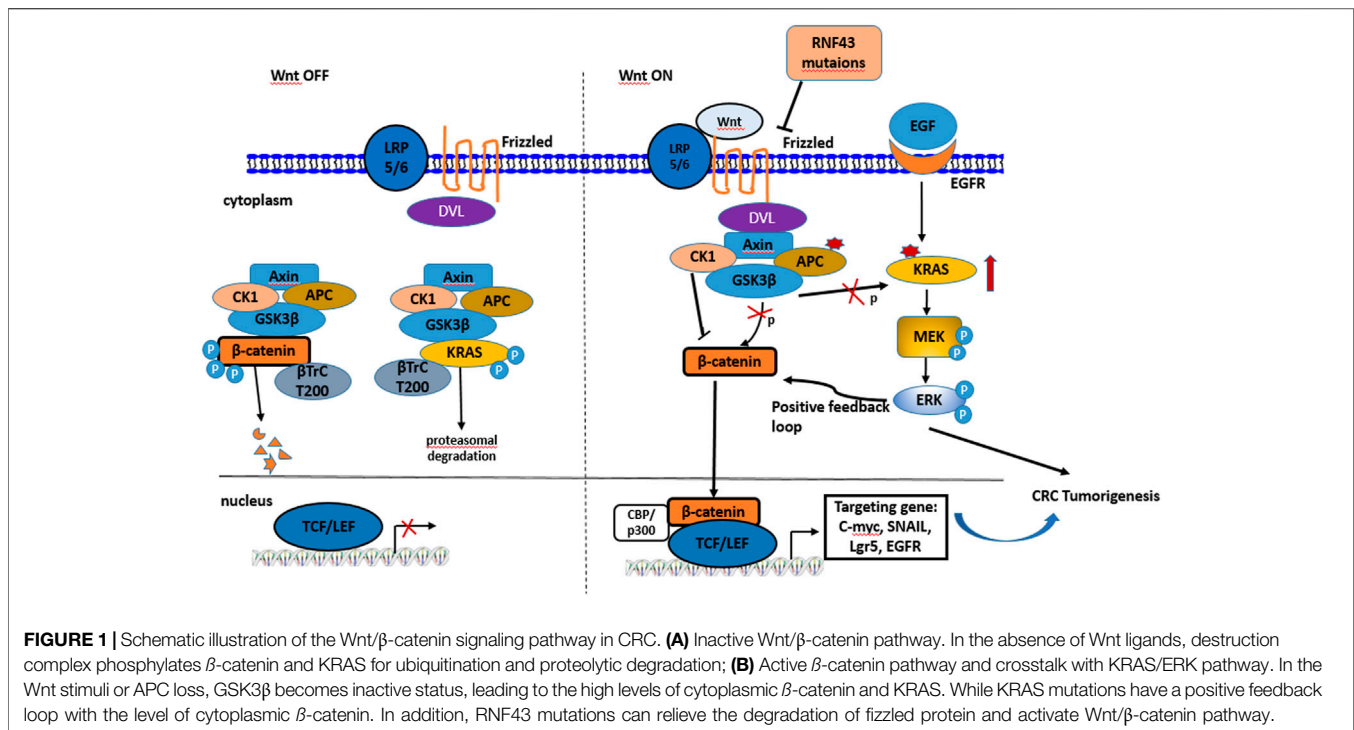 Wnt OFF
LRP
5/6
Frizzled
DVL
cytoplasm
Axin
CK1
APC
GSK3β
β-catenin
P
P
P
βTrC
T200
Axin
CK1
APC
GSK3β
KRAS
P
P
βTrC
T200
proteasomal
degradation
nucleus
TCF/LEF
Wnt ON
RNF43
mutaions
Wnt
LRP
5/6
Frizzled
EGF
EGFR
DVL
Axin
CK1
APC
GSK3β
p
p
KRAS
MEK
P
P
ERK
P
P
β-catenin
Positive feedback
loop
CRC Tumorigenesis
CBP/
p300
β-catenin
TCF/LEF
Targeting gene:
C-myc, SNAIL,
Lgr5, EGFR
FIGURE 1 | Schematic illustration of the Wnt/β-catenin signaling pathway in CRC. (A) Inactive Wnt/β-catenin pathway. In the absence of Wnt ligands, destruction
complex phosphylates β-catenin and KRAS for ubiquitination and proteolytic degradation; (B) Active β-catenin pathway and crosstalk with KRAS/ERK pathway. In the
Wnt stimuli or APC loss, GSK3β becomes inactive status, leading to the high levels of cytoplasmic β-catenin and KRAS. While KRAS mutations have a positive feedback
loop with the level of cytoplasmic β-catenin. In addition, RNF43 mutations can relieve the degradation of fizzled protein and activate Wnt/β-catenin pathway.